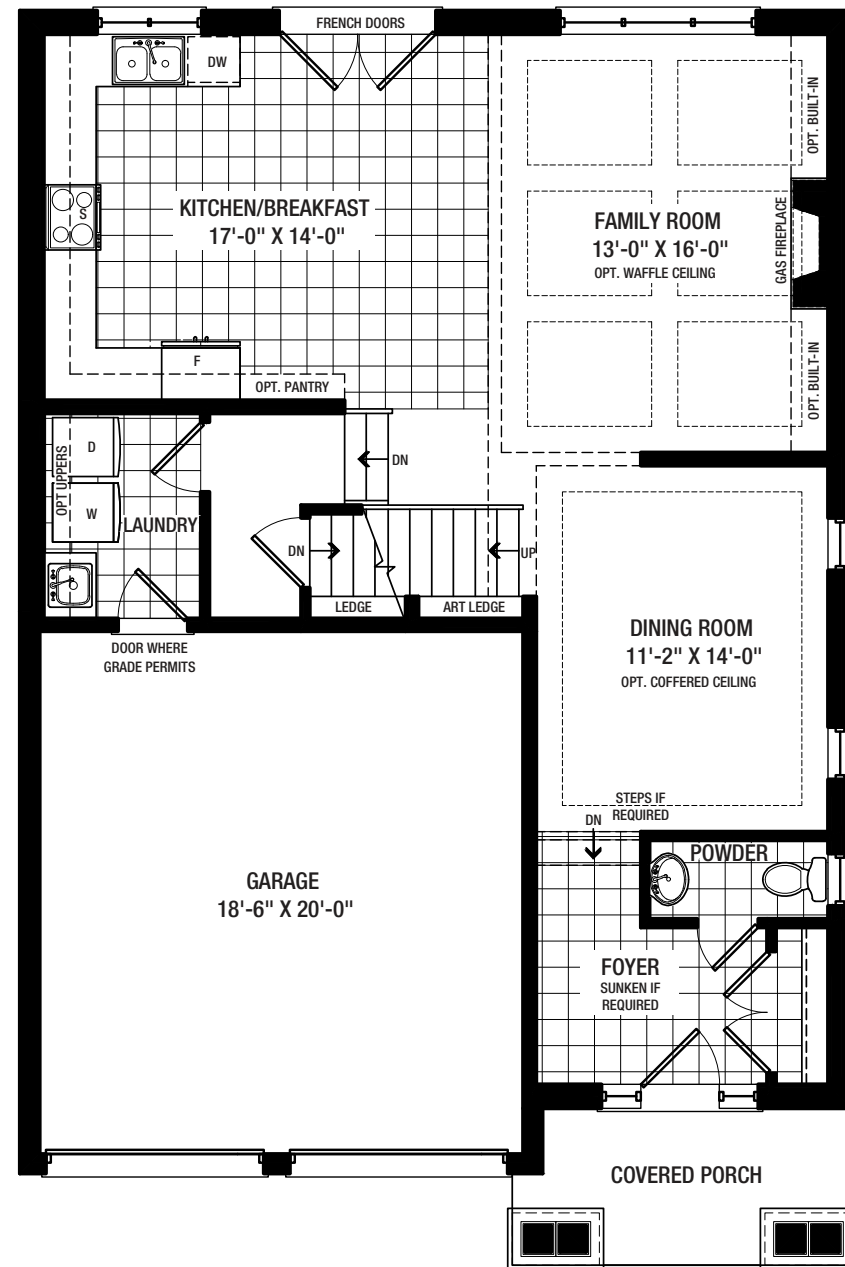 FRENCH DOORS
DW
OPT. BUILT-IN
S
KITCHEN/BREAKFAST
17'-0" X 14'-0"
FAMILY ROOM
13'-0" X 16'-0"
OPT. WAFFLE CEILING
GAS FIREPLACE
F
OPT. PANTRY
OPT. BUILT-IN
D
DN
OPT UPPERS
W
LAUNDRY
DN
UP
LEDGE
ART LEDGE
DOOR WHERE
GRADE PERMITS
DINING ROOM
11'-2" X 14'-0"
OPT. COFFERED CEILING
STEPS IF
REQUIRED
DN
POWDER
GARAGE
18'-6" X 20'-0"
FOYER
SUNKEN IF
REQUIRED
COVERED PORCH